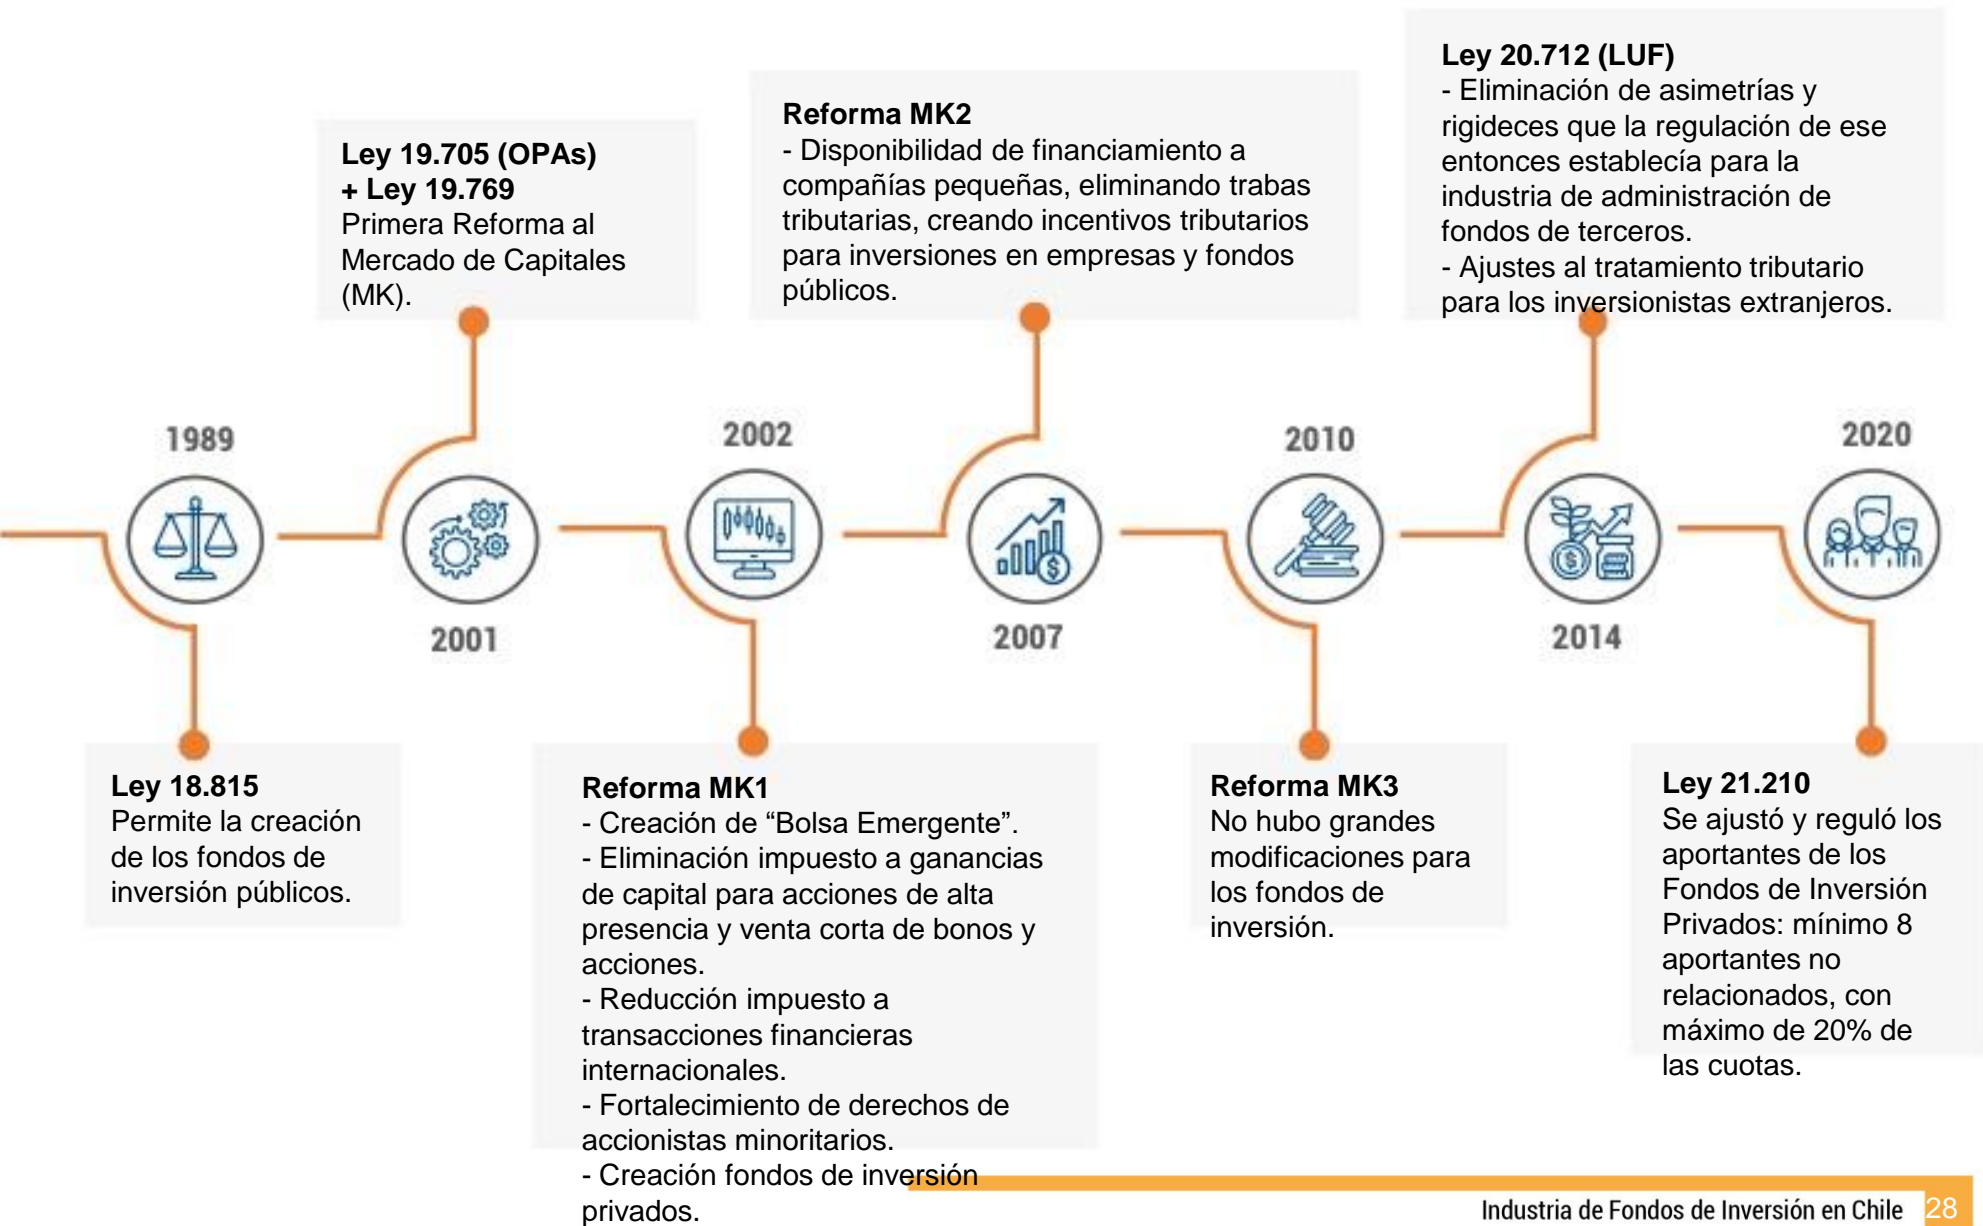 1989
Ley 18.815
Permite la creación
de los fondos de
inversión públicos.
Ley 19.705 (OPAs)
+ Ley 19.769
Primera Reforma al
Mercado de Capitales
(MK).
2001
2002
Reforma MK1
- Creación de “Bolsa Emergente”.
- Eliminación impuesto a ganancias
de capital para acciones de alta
presencia y venta corta de bonos y
acciones.
- Reducción impuesto a
transacciones financieras
internacionales.
- Fortalecimiento de derechos de
accionistas minoritarios.
- Creación fondos de inversión
privados.
Reforma MK2
- Disponibilidad de financiamiento a
compañías pequeñas, eliminando trabas
tributarias, creando incentivos tributarios
para inversiones en empresas y fondos
públicos.
2007
2010
Reforma MK3
No hubo grandes
modificaciones para
los fondos de
inversión.
Ley 20.712 (LUF)
- Eliminación de asimetrías y
rigideces que la regulación de ese
entonces establecía para la
industria de administración de
fondos de terceros.
- Ajustes al tratamiento tributario
para los inversionistas extranjeros.
2014
2020
Ley 21.210
Se ajustó y reguló los
aportantes de los
Fondos de Inversión
Privados: mínimo 8
aportantes no
relacionados, con
máximo de 20% de
las cuotas.
Industria de Fondos de Inversión en Chile
28